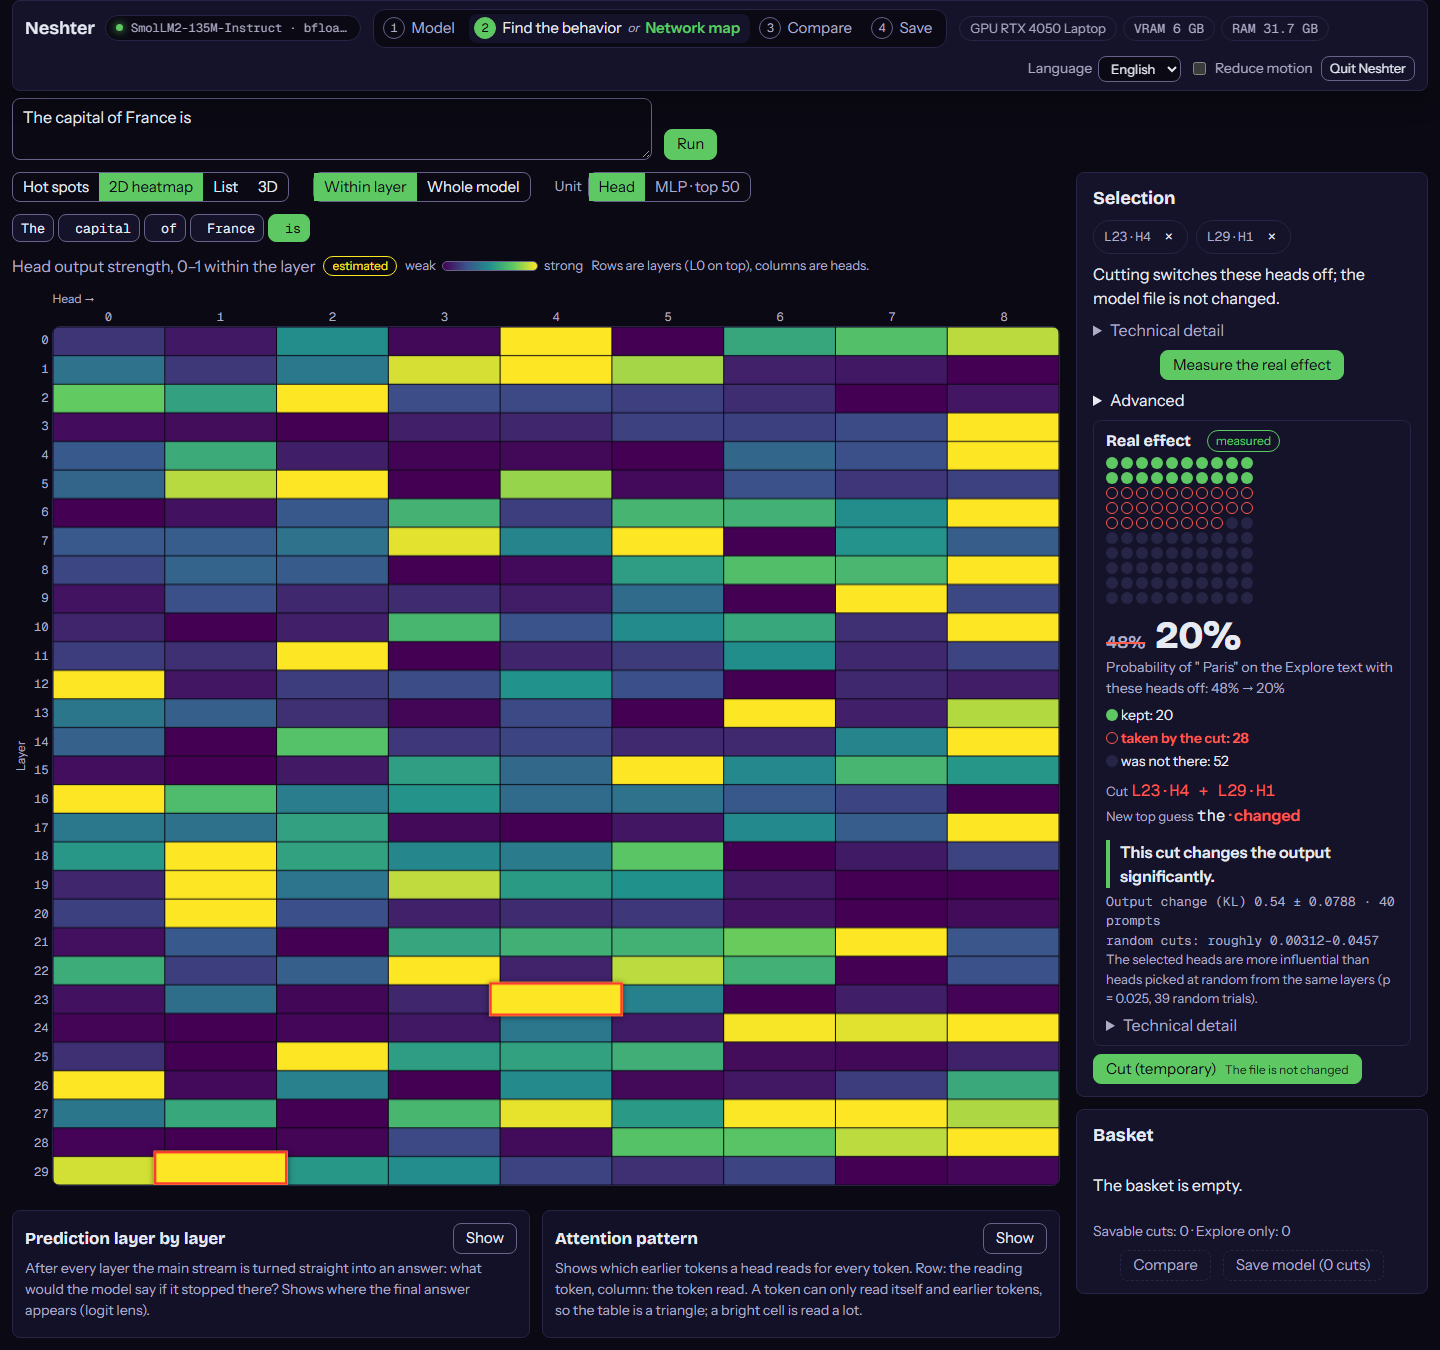 Neshter
SmolLM2-135M-Instruct · bfloa…
1 Model
2 Find the behavior or Network map
3 Compare
4 Save
GPU RTX 4050 Laptop
VRAM 6 GB
RAM 31.7 GB
Language English
Reduce motion
Quit Neshter
The capital of France is
Run
Hot spots 2D heatmap List 3D
Within layer Whole model
Unit Head MLP · top 50
The capital of France is
Head output strength, 0–1 within the layer estimated weak strong Rows are layers (L0 on top), columns are heads.
Head →
0 1 2 3 4 5 6 7 8
Layer
0
1
2
3
4
5
6
7
8
9
10
11
12
13
14
15
16
17
18
19
20
21
22
23
24
25
26
27
28
29
Prediction layer by layer
Show
After every layer the main stream is turned straight into an answer: what
would the model say if it stopped there? Shows where the final answer
appears (logit lens).
Attention pattern
Show
Shows which earlier tokens a head reads for every token. Row: the reading
token, column: the token read. A token can only read itself and earlier tokens,
so the table is a triangle; a bright cell is read a lot.
Selection
L23·H4 × L29·H1 ×
Cutting switches these heads off; the
model file is not changed.
▶ Technical detail
Measure the real effect
▶ Advanced
Real effect measured
48% 20%
Probability of " Paris" on the Explore text with
these heads off: 48% → 20%
kept: 20
taken by the cut: 28
was not there: 52
Cut L23·H4 + L29·H1
New top guess the · changed
This cut changes the output
significantly.
Output change (KL) 0.54 ± 0.0788 · 40
prompts
random cuts: roughly 0.00312–0.0457
The selected heads are more influential than
heads picked at random from the same layers (p
= 0.025, 39 random trials).
▶ Technical detail
Cut (temporary) The file is not changed
Basket
The basket is empty.
Savable cuts: 0 · Explore only: 0
Compare
Save model (0 cuts)